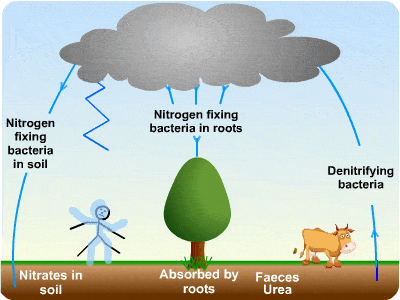 Nitrogen
fixing
bacteria
in soil
Nitrogen fixing
bacteria in roots
Denitrifying
bacteria
Nitrates in
soil
Absorbed by
roots
Faeces
Urea